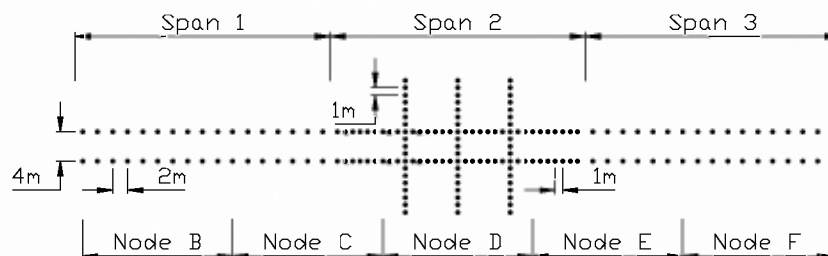 Span 1 Span 2 Span 3
1m
4m 2m 1m
Node B Node C Node D Node E Node F